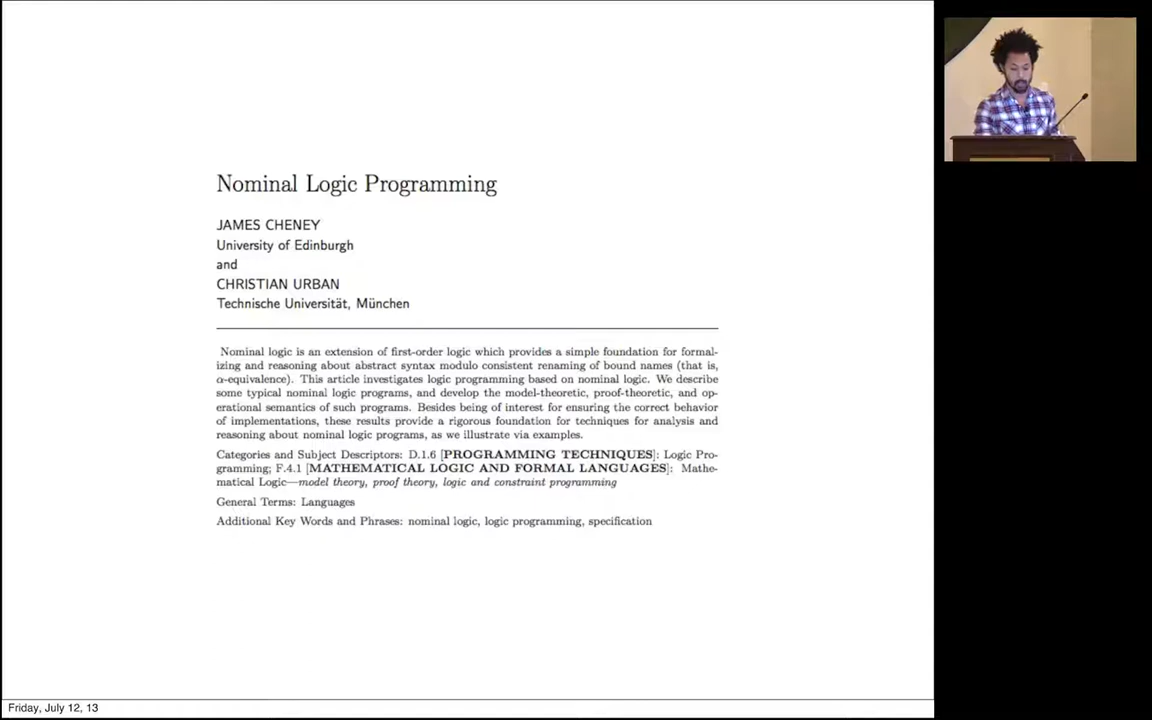 Nominal Logic Programming
JAMES CHENEY
University of Edinburgh
and
CHRISTIAN URBAN
Technische Universität, München
Nominal logic is an extension of first-order logic which provides a simple foundation for formal-
izing and reasoning about abstract syntax modulo consistent renaming of bound names (that is,
α-equivalence). This article investigates logic programming based on nominal logic. We describe
some typical nominal logic programs, and develop the model-theoretic, proof-theoretic, and op-
erational semantics of such programs. Besides being of interest for ensuring the correct behavior
of implementations, these results provide a rigorous foundation for techniques for analysis and
reasoning about nominal logic programs, as we illustrate via examples.
Categories and Subject Descriptors: D.1.6 [PROGRAMMING TECHNIQUES]: Logic Pro-
gramming; F.4.1 [MATHEMATICAL LOGIC AND FORMAL LANGUAGES]: Mathe-
matical Logic—model theory, proof theory, logic and constraint programming
General Terms: Languages
Additional Key Words and Phrases: nominal logic, logic programming, specification
Friday, July 12, 13